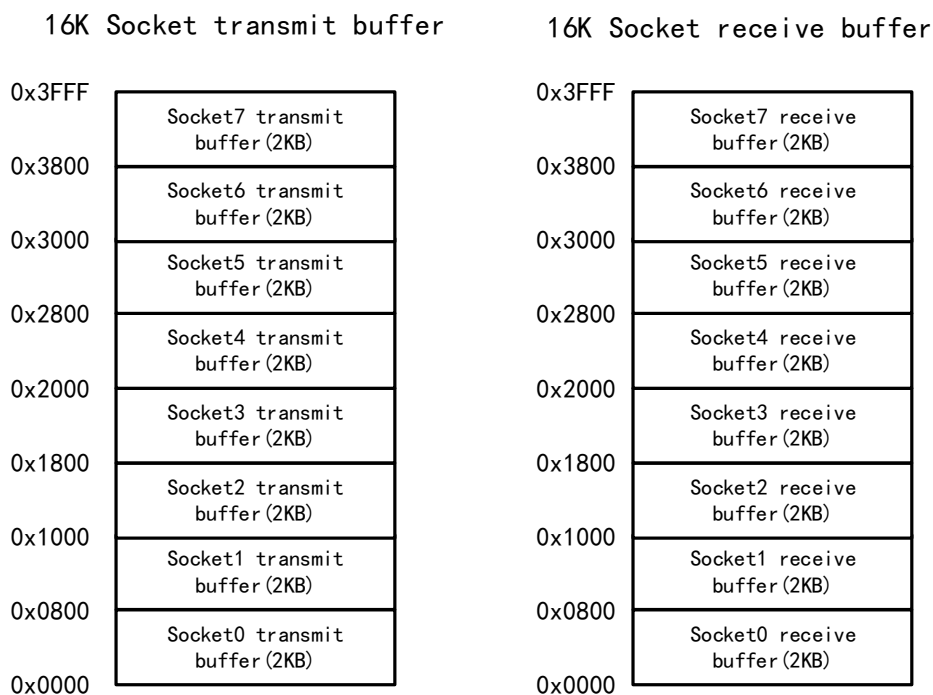 16K Socket transmit buffer
0x3FFF
Socket7 transmit
buffer(2KB)
0x3800
Socket6 transmit
buffer(2KB)
0x3000
Socket5 transmit
buffer(2KB)
0x2800
Socket4 transmit
buffer(2KB)
0x2000
Socket3 transmit
buffer(2KB)
0x1800
Socket2 transmit
buffer(2KB)
0x1000
Socket1 transmit
buffer(2KB)
0x0800
Socket0 transmit
buffer(2KB)
0x0000
16K Socket receive buffer
0x3FFF
Socket7 receive
buffer(2KB)
0x3800
Socket6 receive
buffer(2KB)
0x3000
Socket5 receive
buffer(2KB)
0x2800
Socket4 receive
buffer(2KB)
0x2000
Socket3 receive
buffer(2KB)
0x1800
Socket2 receive
buffer(2KB)
0x1000
Socket1 receive
buffer(2KB)
0x0800
Socket0 receive
buffer(2KB)
0x0000